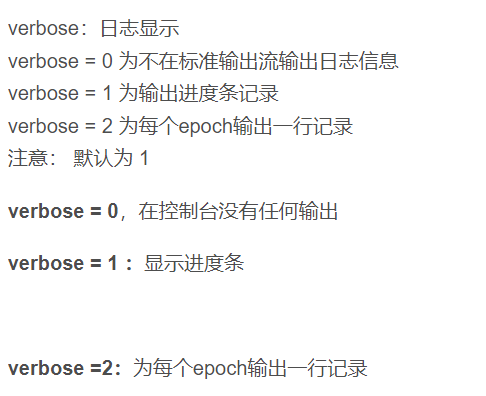 verbose：日志显示
verbose = 0 为不在标准输出流输出日志信息
verbose = 1 为输出进度条记录
verbose = 2 为每个epoch输出一行记录
注意： 默认为 1
verbose = 0，在控制台没有任何输出
verbose = 1 ：显示进度条
verbose =2：为每个epoch输出一行记录